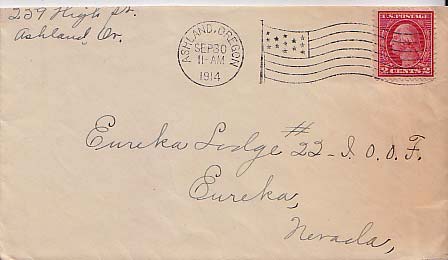 239 High St.
Ashland, Or.
ASHLAND, OREGON
SEP 30
11-AM
1914
U.S. POSTAGE
2 CENTS 2
Eureka Lodge #22-I.O.O.F.
Eureka,
Nevada,